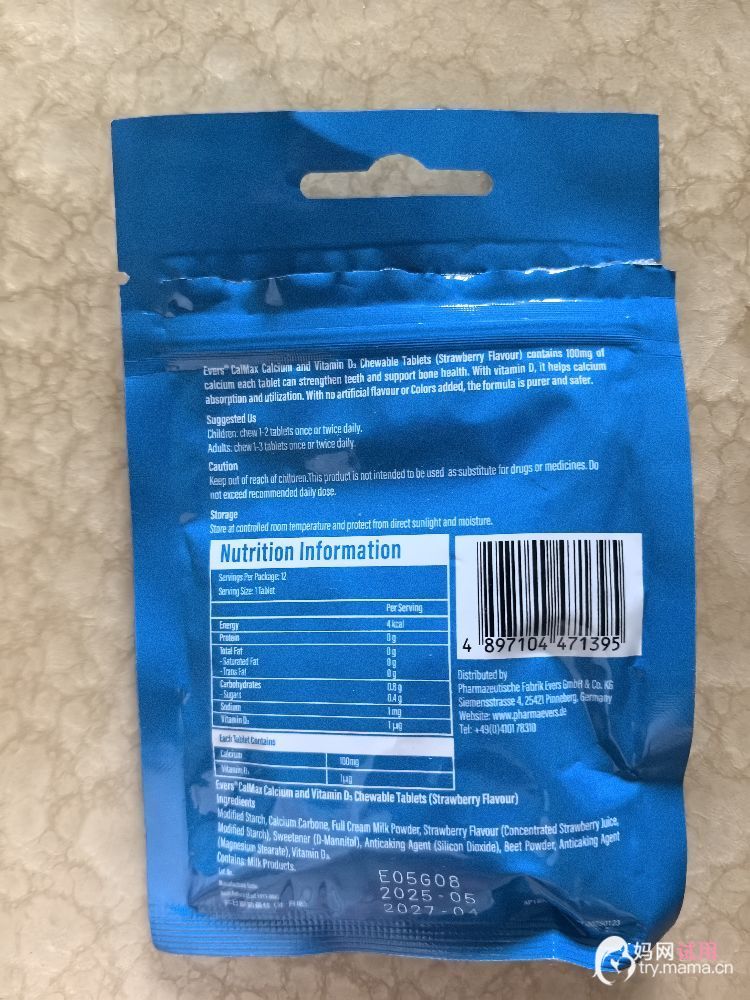 Evers® CalMax Calcium and Vitamin D₃ Chewable Tablets (Strawberry Flavour) contains 100mg of
calcium each tablet can strengthen teeth and support bone health. With vitamin D, it helps calcium
absorption and utilization. With no artificial flavour or Colors added, the formula is purer and safer.
Suggested Us
Children: chew 1-2 tablets once or twice daily.
Adults: chew 1-3 tablets once or twice daily.
Caution
Keep out of reach of children.This product is not intended to be used as substitute for drugs or medicines. Do
not exceed recommended daily dose.
Storage
Store at controlled room temperature and protect from direct sunlight and moisture.
Nutrition Information
Servings Per Package: 12
Serving Size: 1 Tablet
Per Serving
Energy 4 kcal
Protein 0 g
Total Fat 0 g
- Saturated Fat 0 g
- Trans Fat 0 g
Carbohydrates 0.8 g
- Sugars 0.4 g
Sodium 1 mg
Vitamin D₃ 1 µg
Each Tablet Contains
Calcium 100mg
Vitamin D₃ 1µg
4 897104 471395
Distributed by
Pharmazeutische Fabrik Evers GmbH & Co. KG
Siemensstrasse 4, 25421 Pinneberg, Germany
Website: www.pharmaevers.de
Tel: +49(0)4101 78310
Evers® CalMax Calcium and Vitamin D₃ Chewable Tablets (Strawberry Flavour)
Ingredients
Modified Starch, Calcium Carbone, Full Cream Milk Powder, Strawberry Flavour (Concentrated Strawberry Juice,
Modified Starch), Sweetener (D-Mannitol), Anticaking Agent (Silicon Dioxide), Beet Powder, Anticaking Agent
(Magnesium Stearate), Vitamin D₃.
Contains: Milk Products.
Lot No.
E05G08
2025-05
2027-04
妈网试用
try.mama.cn